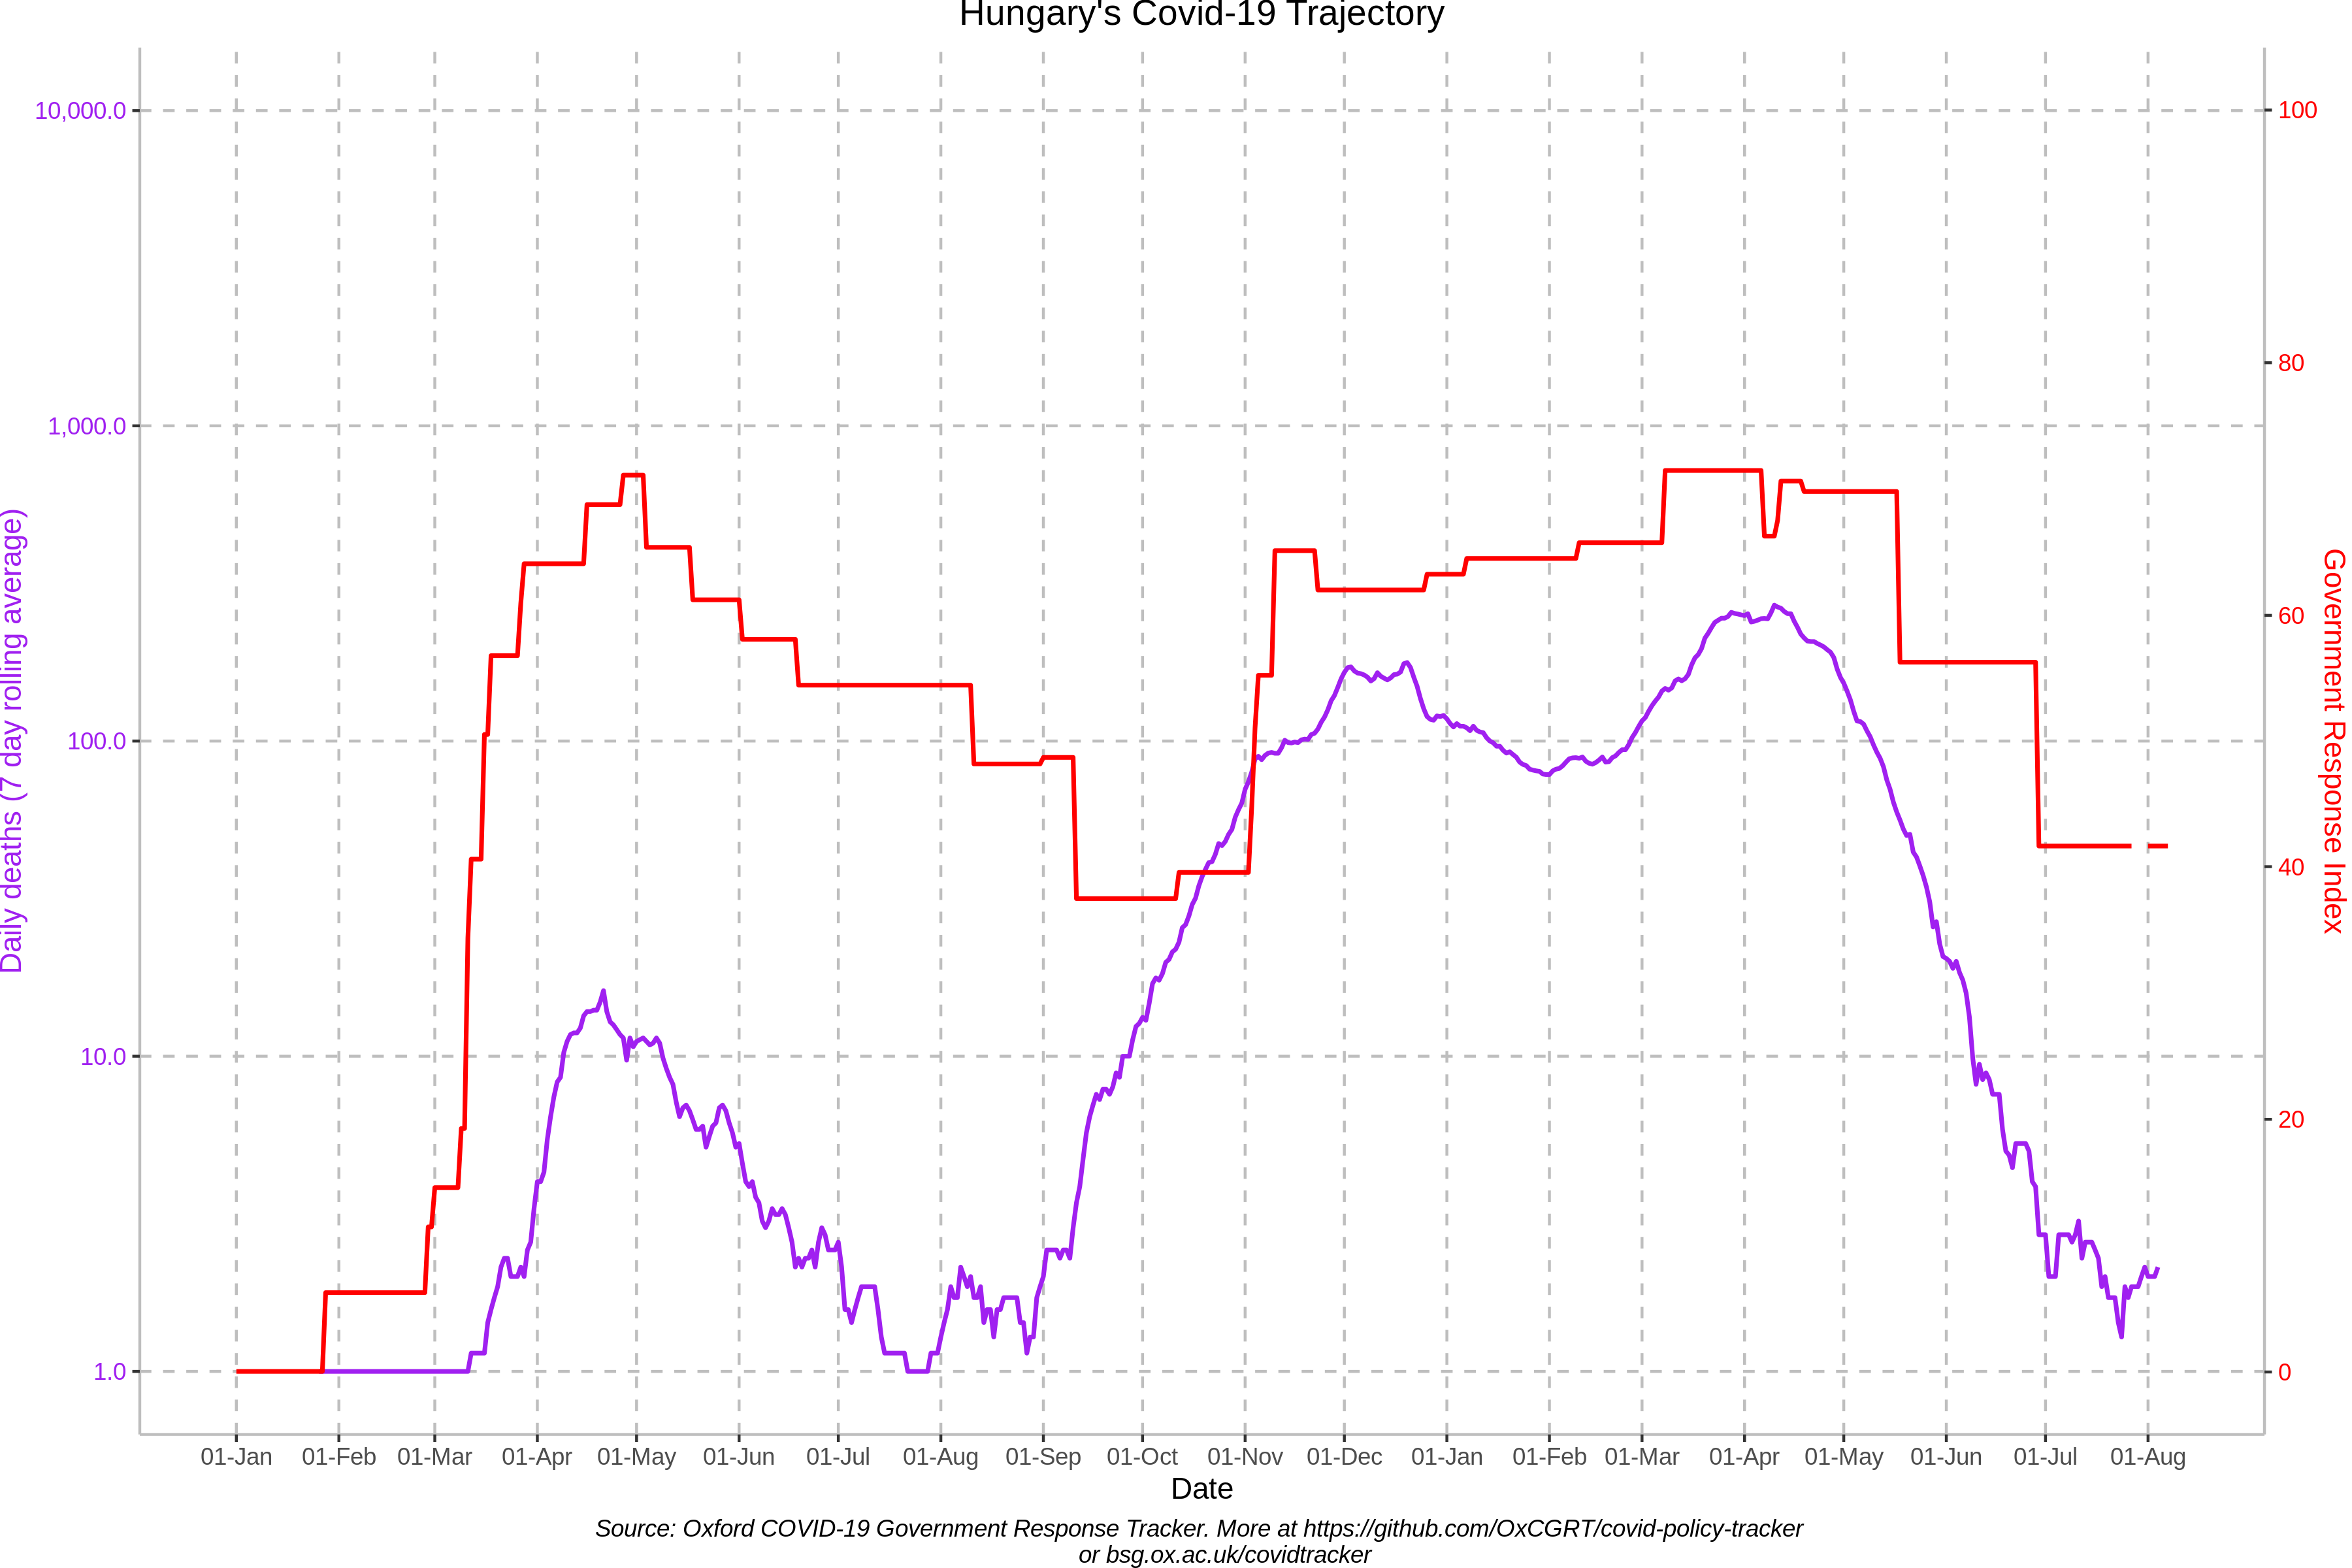 Hungary's Covid-19 Trajectory
10,000.0
1,000.0
100.0
10.0
1.0
Daily deaths (7 day rolling average)
100
80
60
40
20
0
Government Response Index
01-Jan 01-Feb 01-Mar 01-Apr 01-May 01-Jun 01-Jul 01-Aug 01-Sep 01-Oct 01-Nov 01-Dec 01-Jan 01-Feb 01-Mar 01-Apr 01-May 01-Jun 01-Jul 01-Aug
Date
Source: Oxford COVID-19 Government Response Tracker. More at https://github.com/OxCGRT/covid-policy-tracker
or bsg.ox.ac.uk/covidtracker